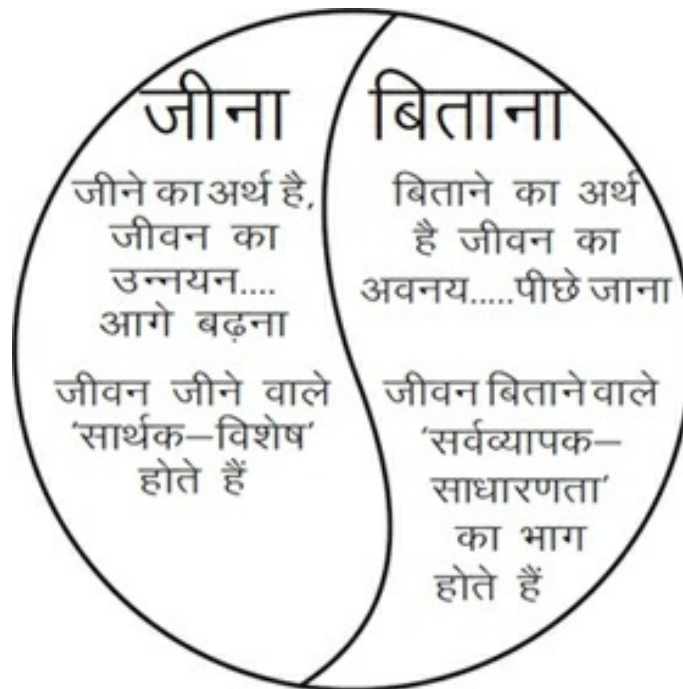 जीना
जीने का अर्थ है,
जीवन का
उन्नयन....
आगे बढ़ना
जीवन जीने वाले
'सार्थक–विशेष'
होते हैं
बिताना
बिताने का अर्थ
है जीवन का
अवनय.....पीछे जाना
जीवन बिताने वाले
'सर्वव्यापक–
साधारणता'
का भाग
होते हैं